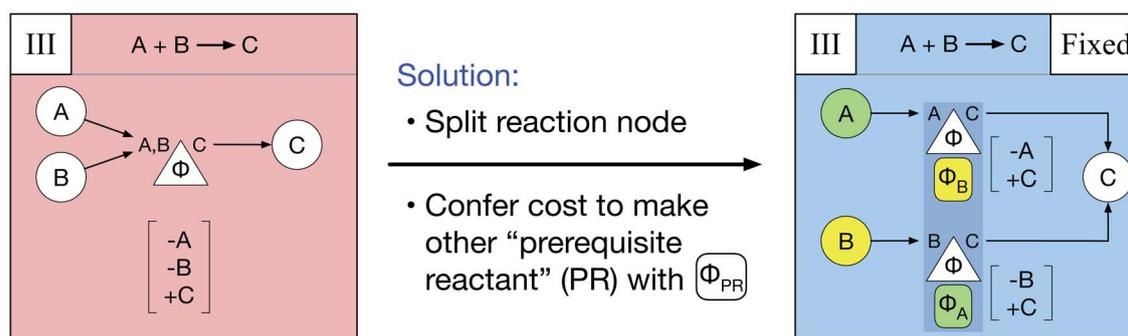 III
A + B → C
A
B
A,B
C
Φ
C
-A
-B
+C
Solution:
• Split reaction node
• Confer cost to make
other “prerequisite
reactant” (PR) with Φ_PR
III
A + B → C
Fixed
A
A
C
Φ
Φ_B
-A
+C
C
B
B
C
Φ
Φ_A
-B
+C